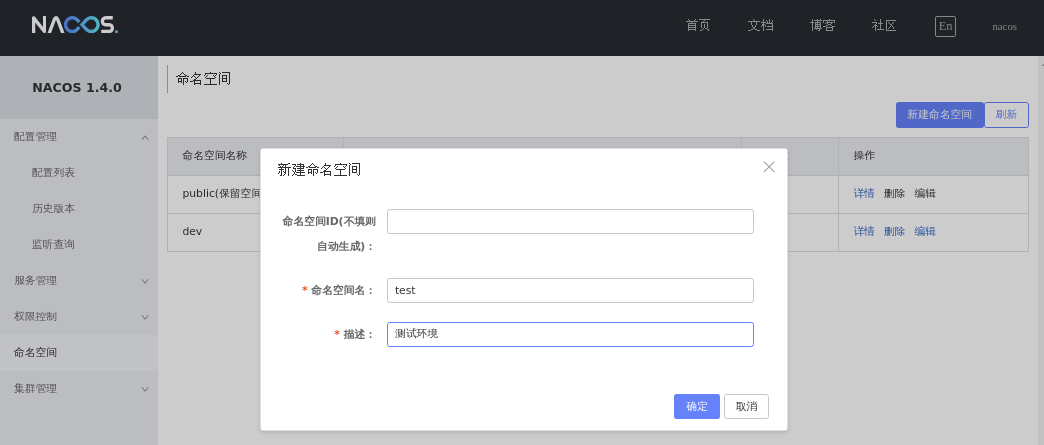 NACOS.
首页 文档 博客 社区 En nacos
NACOS 1.4.0
配置管理
配置列表
历史版本
监听查询
服务管理
权限控制
命名空间
集群管理
命名空间
新建命名空间 刷新
命名空间名称 操作
public(保留空间 详情 删除 编辑
dev 详情 删除 编辑
新建命名空间
命名空间ID(不填则
自动生成)：
* 命名空间名： test
* 描述： 测试环境
确定 取消